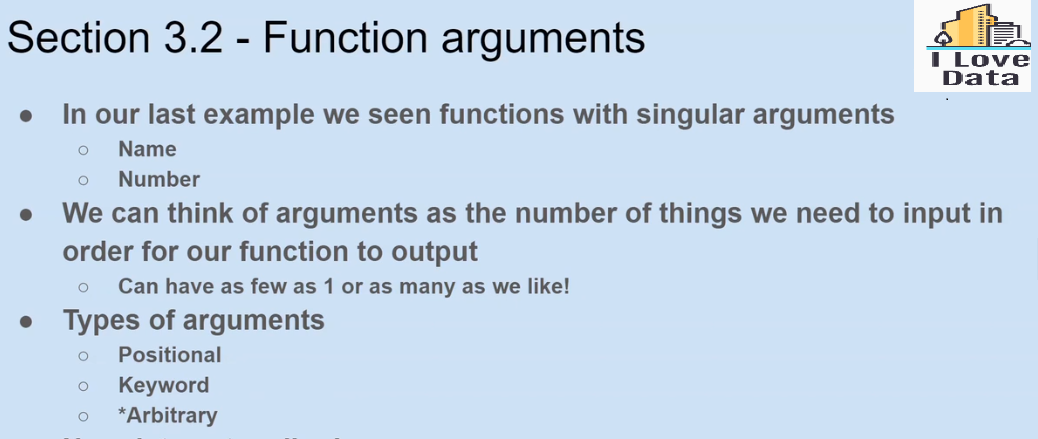 Section 3.2 - Function arguments
I Love
Data
● In our last example we seen functions with singular arguments
○ Name
○ Number
● We can think of arguments as the number of things we need to input in
order for our function to output
○ Can have as few as 1 or as many as we like!
● Types of arguments
○ Positional
○ Keyword
○ *Arbitrary